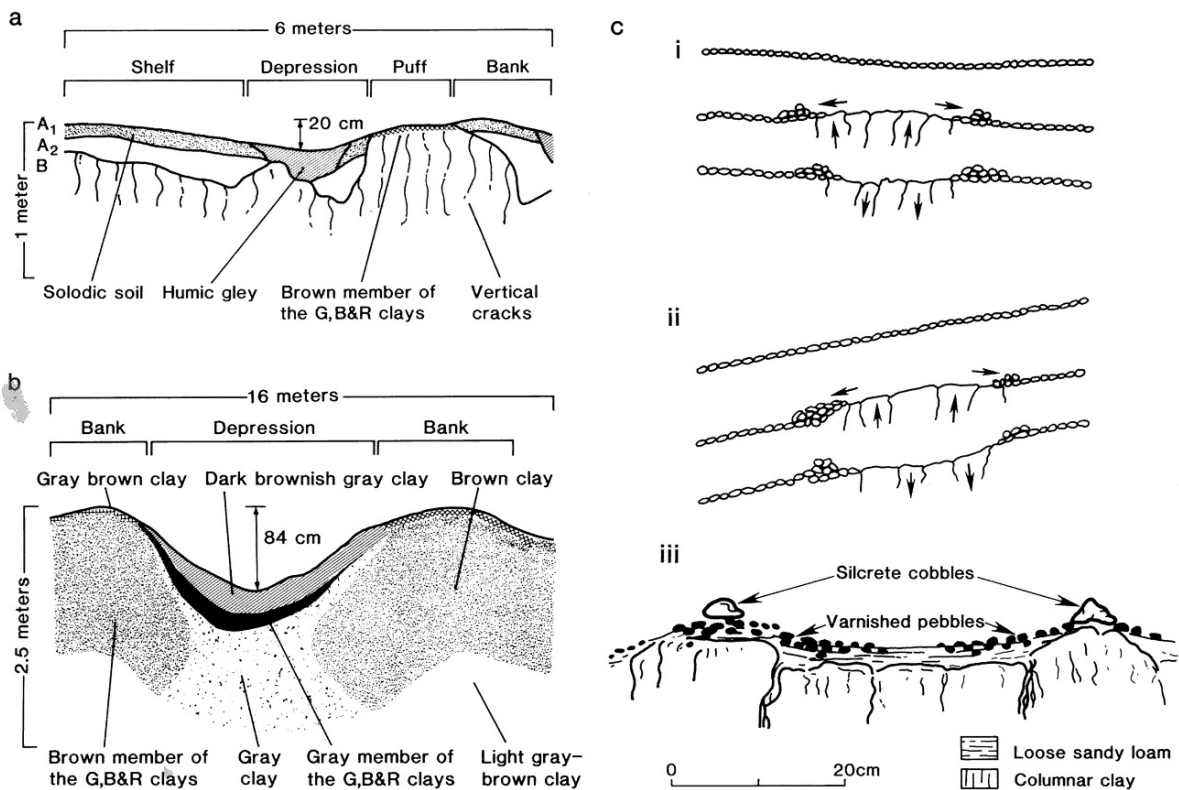 a
6 meters
Shelf
Depression
Puff
Bank
A1
A2
B
1 meter
20 cm
Solodic soil
Humic gley
Brown member of
the G,B&R clays
Vertical
cracks
b
16 meters
Bank
Depression
Bank
Gray brown clay
Dark brownish gray clay
Brown clay
84 cm
2.5 meters
Brown member of
the G,B&R clays
Gray
clay
Gray member of
the G,B&R clays
Light gray–
brown clay
c
i
ii
iii
Silcrete cobbles
Varnished pebbles
0
20cm
Loose sandy loam
Columnar clay